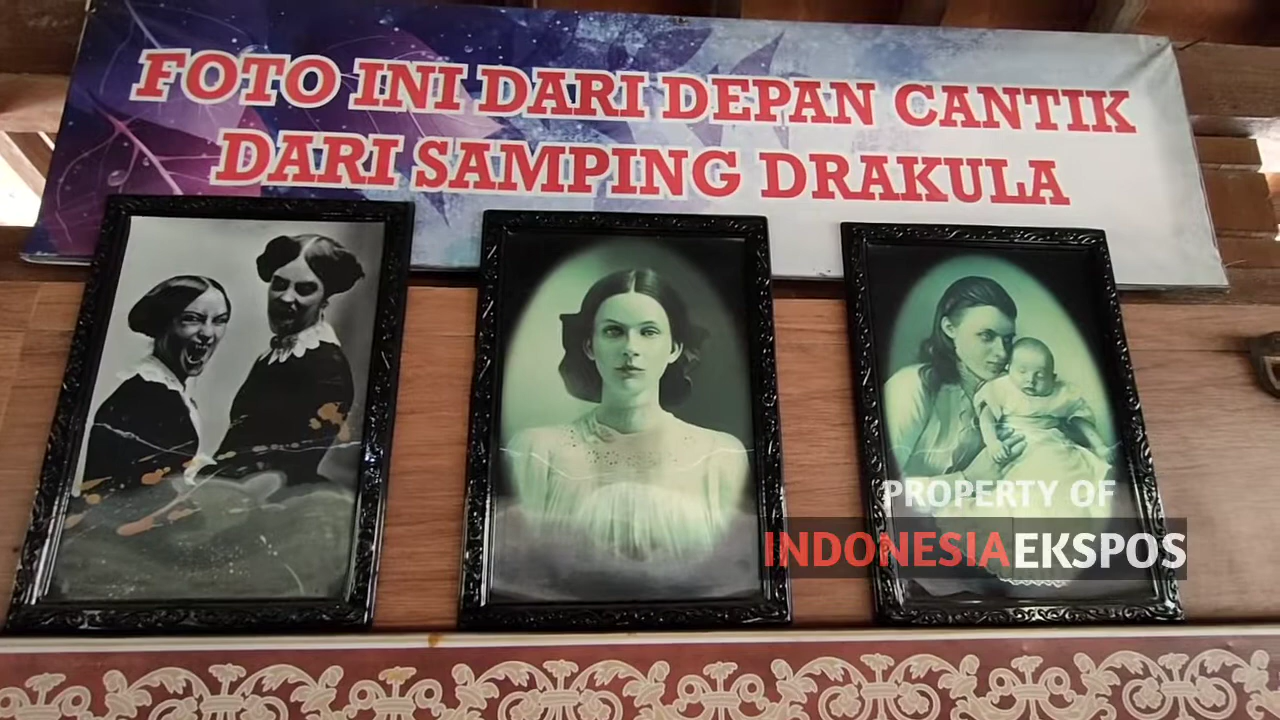 FOTO INI DARI DEPAN CANTIK
DARI SAMPING DRAKULA
PROPERTY OF
INDONESIAEKSPOS